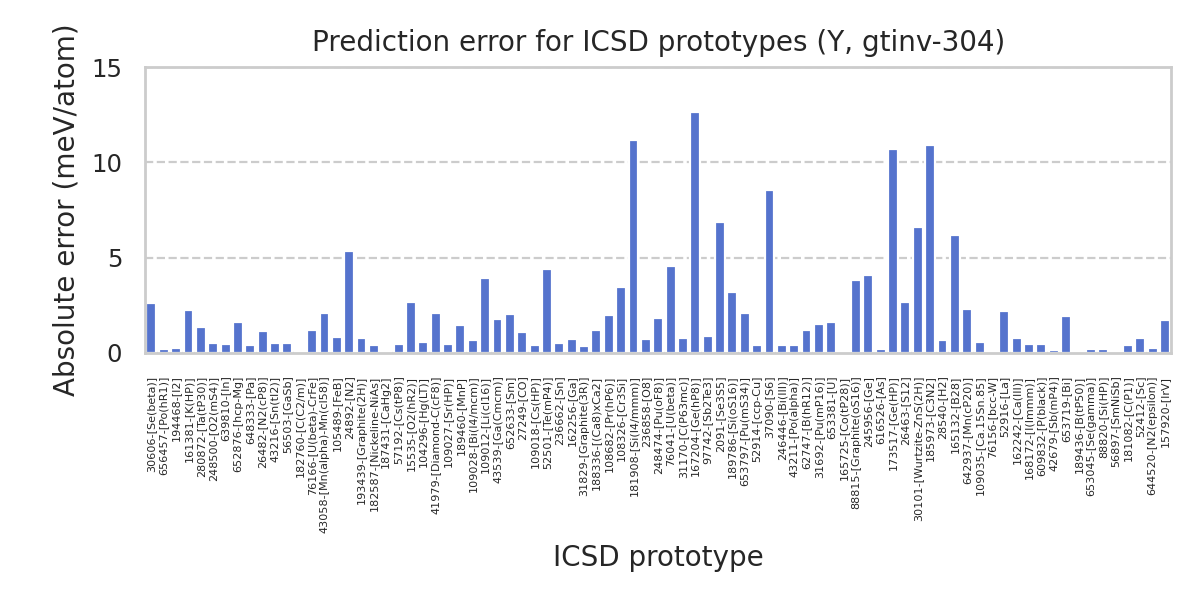 Prediction error for ICSD prototypes (Y, gtinv-304)
Absolute error (meV/atom)
15
10
5
0
30606-[Se(beta)]
656457-[Po(hR1)]
194468-[I2]
161381-[K(HP)]
280872-[Ta(tP30)]
248500-[O2(mS4)]
639810-[In]
652876-[hcp-Mg]
64833-[Pa]
26482-[N2(cP8)]
43216-[Sn(tI2)]
56503-[GaSb]
182760-[C(C2/m)]
76166-[U(beta)-CrFe]
43058-[Mn(alpha)-Mn(cI58)]
105489-[FeB]
24892-[N2]
193439-[Graphite(2H)]
182587-[Nickeline-NiAs]
187431-[CaHg2]
57192-[Cs(tP8)]
15535-[O2(hR2)]
104296-[Hg(LT)]
41979-[Diamond-C(cF8)]
109027-[Sr(HP)]
189460-[MnP]
109028-[Bi(I4/mcm)]
109012-[Li(cI16)]
43539-[Ga(Cmcm)]
652633-[Sm]
27249-[CO]
109018-[Cs(HP)]
52501-[Te(mP4)]
236662-[Sn]
162256-[Ga]
31829-[Graphite(3R)]
188336-[(Ca8)xCa2]
108682-[Pr(hP6)]
108326-[Cr3Si]
181908-[Si(I4/mmm)]
236858-[O8]
248474-[Pu(oF8)]
76041-[U(beta)]
31170-[C(P63mc)]
167204-[Ge(hP8)]
97742-[Sb2Te3]
2091-[Se3S5]
189786-[Si(oS16)]
653797-[Pu(mS34)]
52914-[ccp-Cu]
37090-[S6]
246446-[Bi(III)]
43211-[Po(alpha)]
62747-[B(hR12)]
31692-[Pu(mP16)]
653381-[U]
165725-[Co(tP28)]
88815-[Graphite(oS16)]
245956-[Ge]
616526-[As]
173517-[Ge(HP)]
26463-[S12]
30101-[Wurtzite-ZnS(2H)]
185973-[C3N2]
28540-[H2]
165132-[B28]
642937-[Mn(cP20)]
109035-[Ca.15Sn.85]
76156-[bcc-W]
52916-[La]
162242-[Ca(III)]
168172-[I(Immm)]
609832-[P(black)]
42679-[Sb(mP4)]
653719-[Bi]
189436-[B(tP50)]
653045-[Se(gamma)]
88820-[Si(HP)]
56897-[SmNiSb]
181082-[C(P1)]
52412-[Sc]
644520-[N2(epsilon)]
157920-[IrV]
ICSD prototype